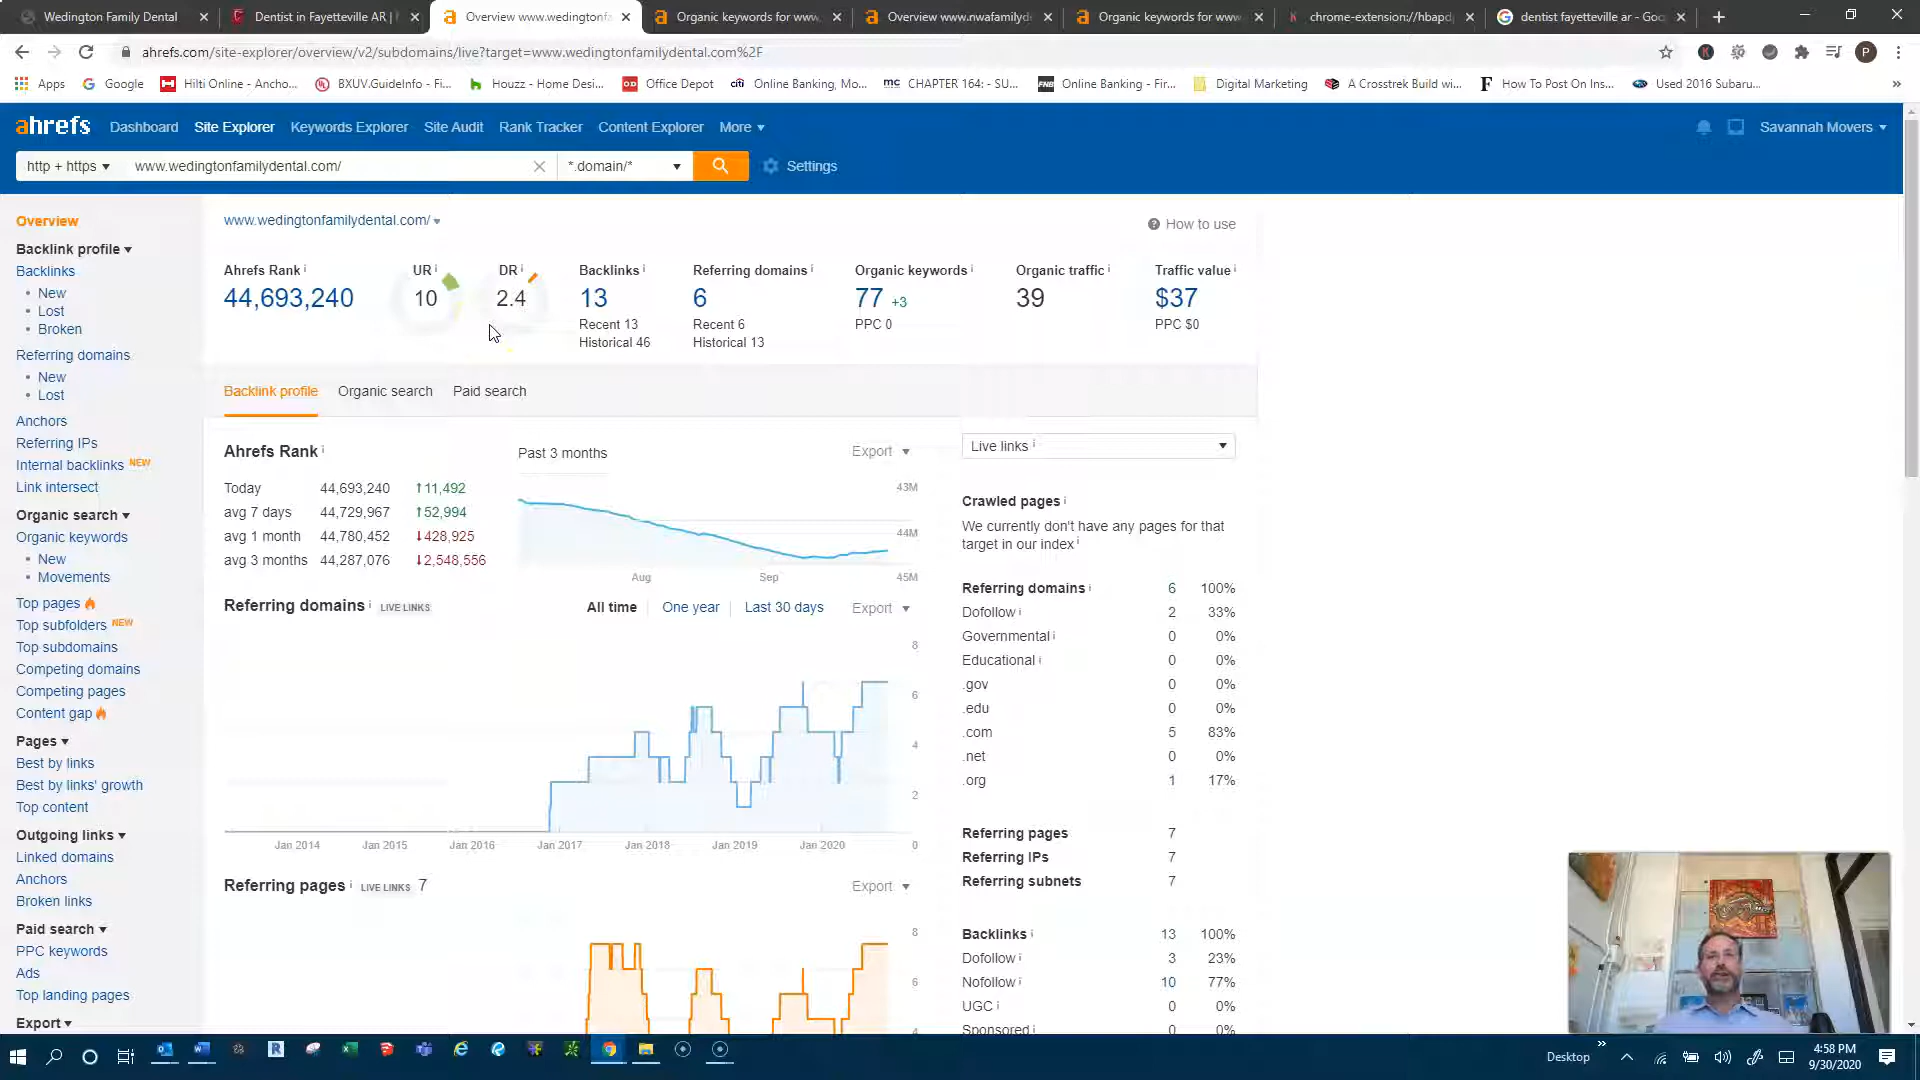 Wedington Family Dental
Dentist in Fayetteville AR |
Overview www.wedingtonfa
Organic keywords for www.
Overview www.nwafamilyd
Organic keywords for www
chrome-extension://hbapd
dentist fayetteville ar - Goo
ahrefs.com/site-explorer/overview/v2/subdomains/live?target=www.wedingtonfamilydental.com%2F
P
Apps
Google
Hilti Online - Ancho...
BXUV.GuideInfo - Fi...
Houzz - Home Desi...
Office Depot
citi Online Banking, Mo...
mc CHAPTER 164: - SU...
FNB Online Banking - Fir...
Digital Marketing
A Crosstrek Build wi...
F How To Post On Ins...
Used 2016 Subaru...
»
ahrefs Dashboard Site Explorer Keywords Explorer Site Audit Rank Tracker Content Explorer More
Savannah Movers
http + https www.wedingtonfamilydental.com/ *.domain/* Settings
Overview
Backlink profile
Backlinks
New
Lost
Broken
Referring domains
New
Lost
Anchors
Referring IPs
Internal backlinks NEW
Link intersect
Organic search
Organic keywords
New
Movements
Top pages
Top subfolders NEW
Top subdomains
Competing domains
Competing pages
Content gap
Pages
Best by links
Best by links' growth
Top content
Outgoing links
Linked domains
Anchors
Broken links
Paid search
PPC keywords
Ads
Top landing pages
Export
www.wedingtonfamilydental.com/
How to use
Ahrefs Rank
44,693,240
UR
10
DR
2.4
Backlinks
13
Recent 13
Historical 46
Referring domains
6
Recent 6
Historical 13
Organic keywords
77 +3
PPC 0
Organic traffic
39
Traffic value
$37
PPC $0
Backlink profile Organic search Paid search
Ahrefs Rank
Past 3 months
Export
Today 44,693,240 ↑11,492
avg 7 days 44,729,967 ↑52,994
avg 1 month 44,780,452 ↓428,925
avg 3 months 44,287,076 ↓2,548,556
43M
44M
45M
Aug Sep
Referring domains LIVE LINKS
All time One year Last 30 days
Export
8
6
4
2
0
Jan 2014 Jan 2015 Jan 2016 Jan 2017 Jan 2018 Jan 2019 Jan 2020
Referring pages LIVE LINKS 7
Export
8
6
4
Live links
Crawled pages
We currently don't have any pages for that
target in our index
Referring domains 6 100%
Dofollow 2 33%
Governmental 0 0%
Educational 0 0%
.gov 0 0%
.edu 0 0%
.com 5 83%
.net 0 0%
.org 1 17%
Referring pages 7
Referring IPs 7
Referring subnets 7
Backlinks 13 100%
Dofollow 3 23%
Nofollow 10 77%
UGC 0 0%
Sponsored 0 0%
Desktop
»
4:58 PM
9/30/2020